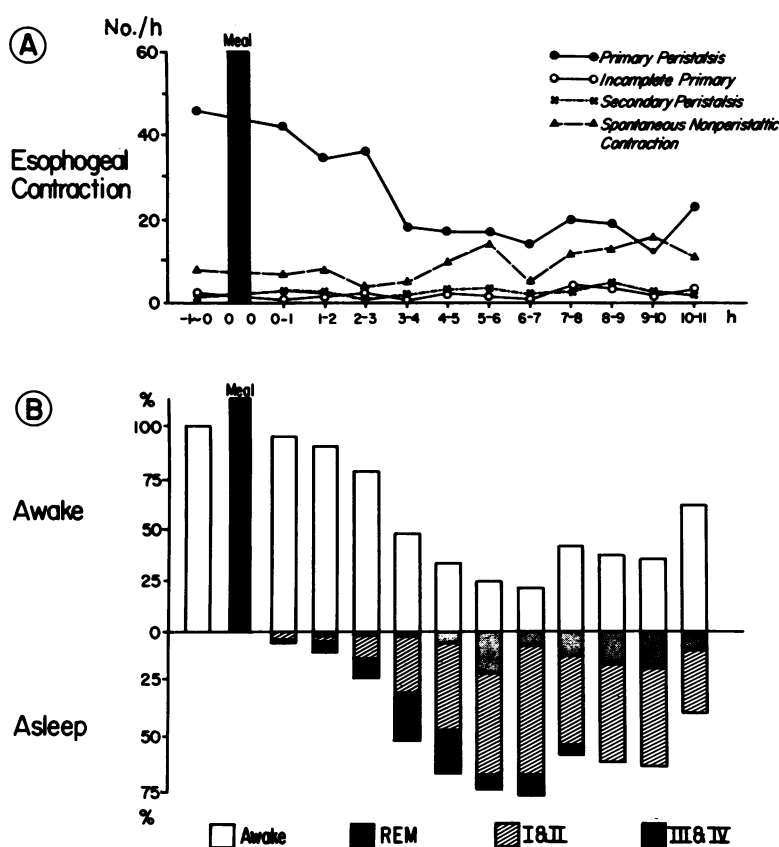 A
No./h
Meal
60
40
20
0
Esophogeal
Contraction
Primary Peristalsis
Incomplete Primary
Secondary Peristalsis
Spontaneous Nonperistaltic
Contraction
-1~0 0 0 0-1 1-2 2-3 3-4 4-5 5-6 6-7 7-8 8-9 9-10 10-11 h
B
Meal
%
100
75
50
25
0
25
50
75
%
Awake
Asleep
Awake REM I&II III&IV